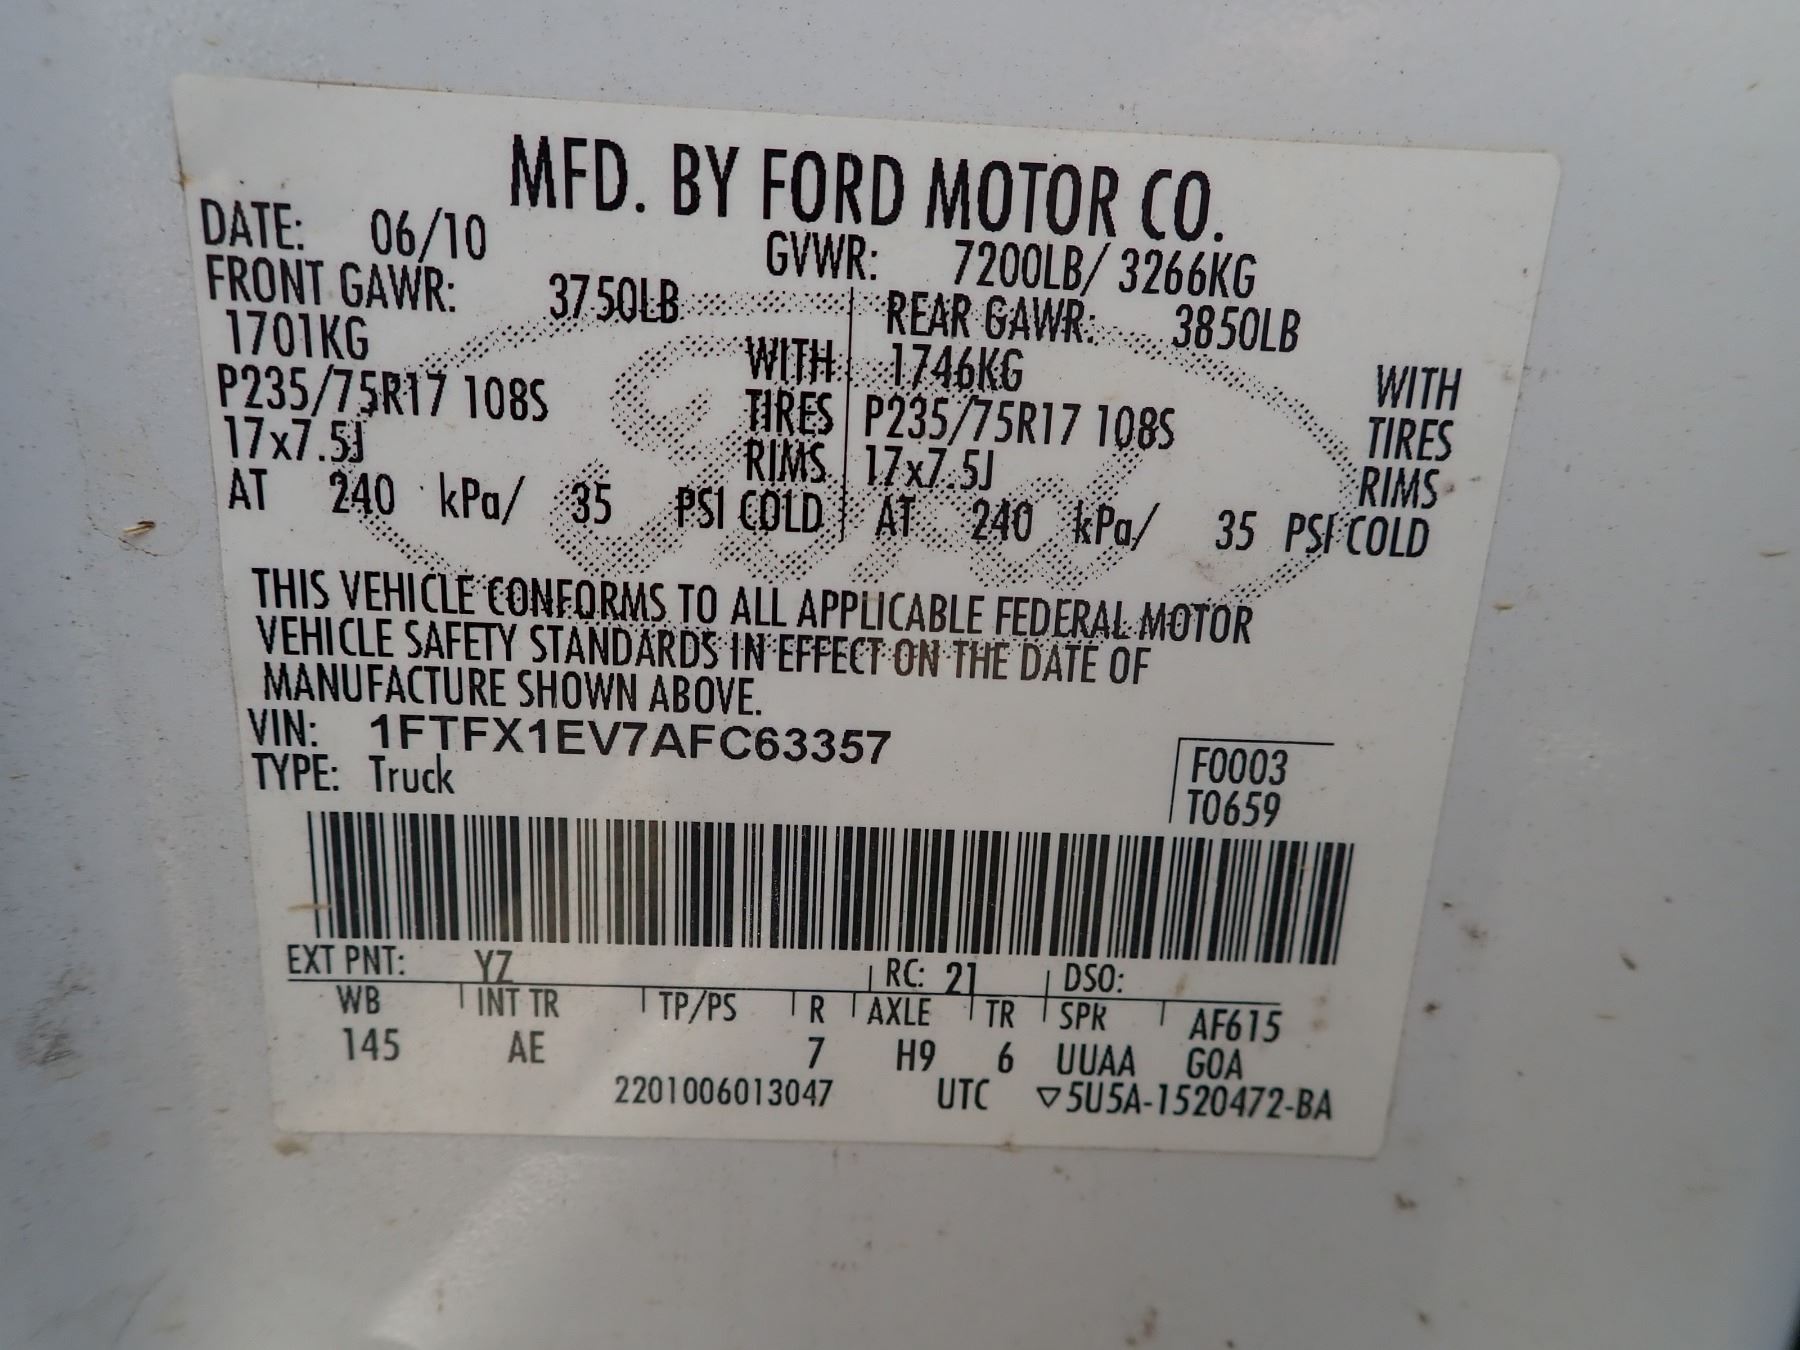 MFD. BY FORD MOTOR CO.
DATE: 06/10 GVWR: 7200LB/ 3266KG
FRONT GAWR: 3750LB REAR GAWR: 3850LB
1701KG WITH 1746KG WITH
P235/75R17 108S TIRES P235/75R17 108S TIRES
17x7.5J RIMS 17x7.5J RIMS
AT 240 kPa/ 35 PSI COLD AT 240 kPa/ 35 PSI COLD
THIS VEHICLE CONFORMS TO ALL APPLICABLE FEDERAL MOTOR
VEHICLE SAFETY STANDARDS IN EFFECT ON THE DATE OF
MANUFACTURE SHOWN ABOVE.
VIN: 1FTFX1EV7AFC63357
TYPE: Truck
F0003
T0659
EXT PNT: YZ RC: 21 DSO:
WB INT TR TP/PS R AXLE TR SPR AF615
145 AE 7 H9 6 UUAA G0A
2201006013047 UTC ▽5U5A-1520472-BA